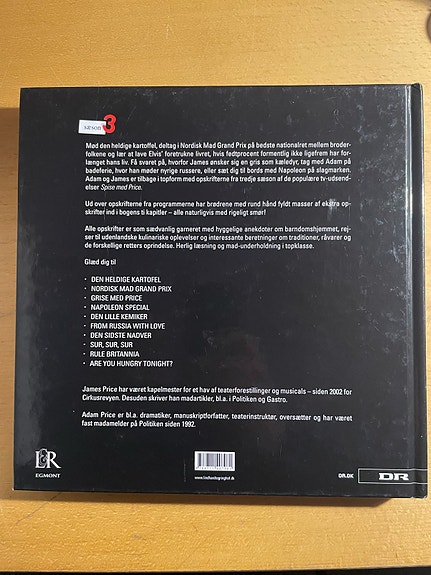 sæson 3
Mød den heldige kartoffel, deltag i Nordisk Mad Grand Prix på bedste nationalret mellem broder-
folkene og lær at lave Elvis' foretrukne livret, hvis fedtprocent formentlig ikke ligefrem har for-
længet hans liv. Få svaret på, hvorfor James ønsker sig en gris som kæledyr, tag med Adam på
badeferie, hvor han møder nyrige russere, eller sæt dig til bords med Napoleon på slagmarken.
Adam og James er tilbage i topform med opskrifterne fra tredje sæson af de populære tv-udsend-
elser Spise med Price.
Ud over opskrifterne fra programmerne har brødrene med rund hånd fyldt masser af ekstra op-
skrifter ind i bogens ti kapitler – alle naturligvis med rigeligt smør!
Alle opskrifter er som sædvanlig garneret med hyggelige anekdoter om barndomshjemmet, rej-
ser til udenlandske kulinariske oplevelser og interessante beretninger om traditioner, råvarer og
de forskellige retters oprindelse. Herlig læsning og mad-underholdning i topklasse.
Glæd dig til
· DEN HELDIGE KARTOFEL
· NORDISK MAD GRAND PRIX
· GRISE MED PRICE
· NAPOLEON SPECIAL
· DEN LILLE KEMIKER
· FROM RUSSIA WITH LOVE
· DEN SIDSTE NADVER
· SUR, SUR, SUR
· RULE BRITANNIA
· ARE YOU HUNGRY TONIGHT?
James Price har været kapelmester for et hav af teaterforestillinger og musicals – siden 2002 for
Cirkusrevyen. Desuden skriver han madartikler, bl.a. i Politiken og Gastro.
Adam Price er bl.a. dramatiker, manuskriptforfatter, teaterinstruktør, oversætter og har været
fast madanmelder på Politiken siden 1992.
L&R
EGMONT
www.lindhardtogringhof.dk
DR.DK
DR